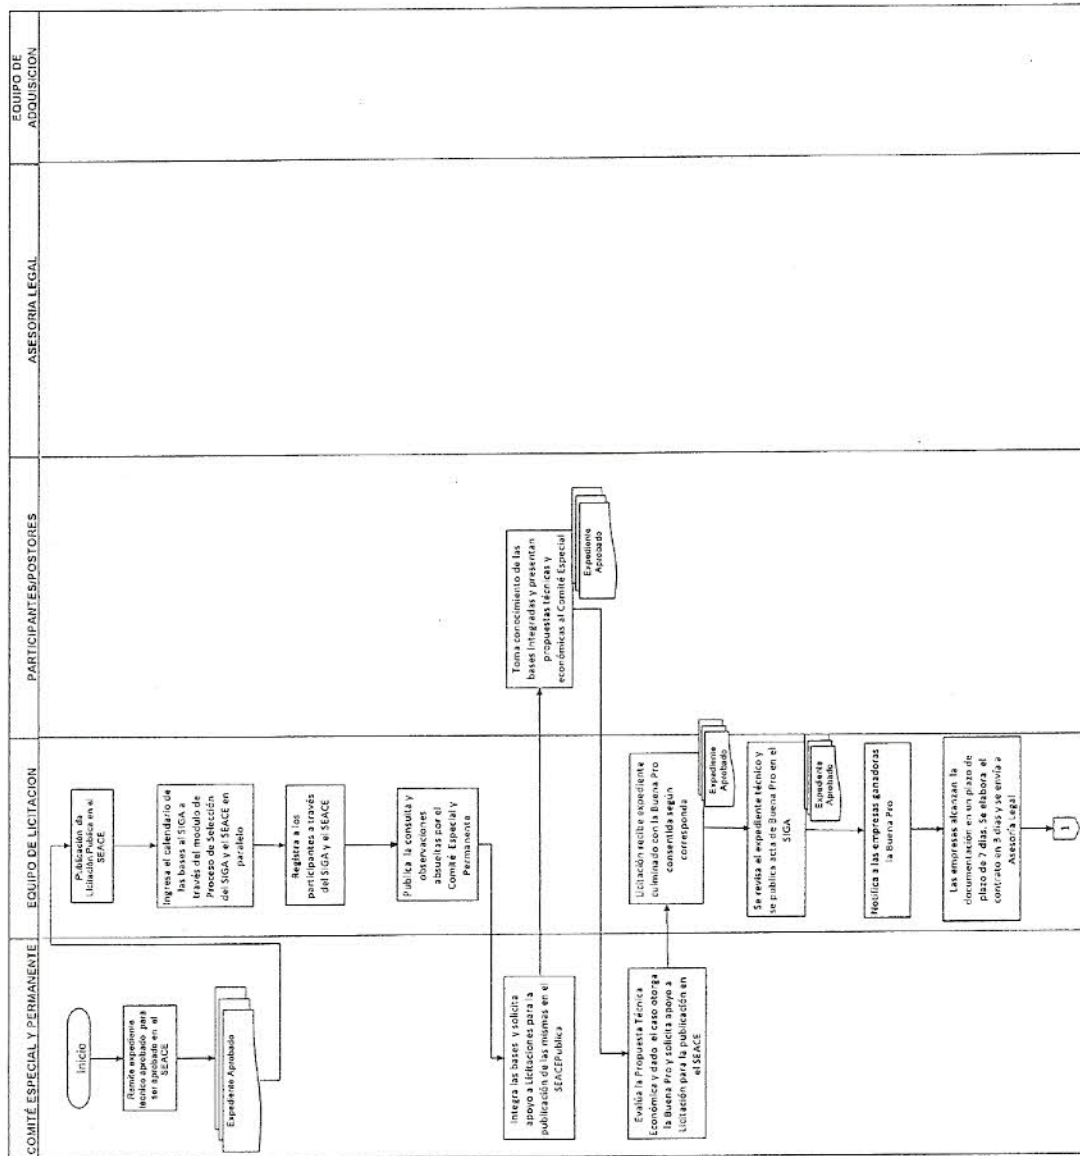 COMITÉ ESPECIAL Y PERMANENTE
EQUIPO DE LICITACION
PARTICIPANTES/POSTORES
ASESORIA LEGAL
EQUIPO DE
ADQUISICION
Inicio
Remite expediente
técnico aprobado para
ser aprobado en el
SEACE
Expediente Aprobado
Publicación de
Licitación Publica en el
SEACE
Ingresa el calendario de
las bases al SIGA a
través del modulo de
Proceso de Selección
del SIGA y el SEACE en
paralelo
Registra a los
participantes a través
del SIGA y el SEACE
Publica la consulta y
observaciones
absueltas por el
Comité Especial y
Permanente
Integra las bases y solicita
apoyo a Licitaciones para la
publicación de las mismas en el
SEACEPublica
Toma conocimiento de las
bases Integradas y presentan
propuestas técnicas y
económicas al Comité Especial
Expediente
Aprobado
Evalúa la Propuesta Técnica
Económica y dado el caso otorga
la Buena Pro y solicita apoyo a
Licitación para la publicación en
el SEACE
Licitación recibe expediente
culminado con la Buena Pro
consentida según
corresponda
Expediente
Aprobado
Se revisa el expediente técnico y
se publica acta de Buena Pro en el
SIGA
Expediente
Aprobado
Notifica a las empresas ganadoras
la Buena Pro
Las empresas alcanzan la
documentación en un plazo de
plazo de 7 días. Se elabora el
contrato en 3 días y se envía a
Asesoría Legal
1